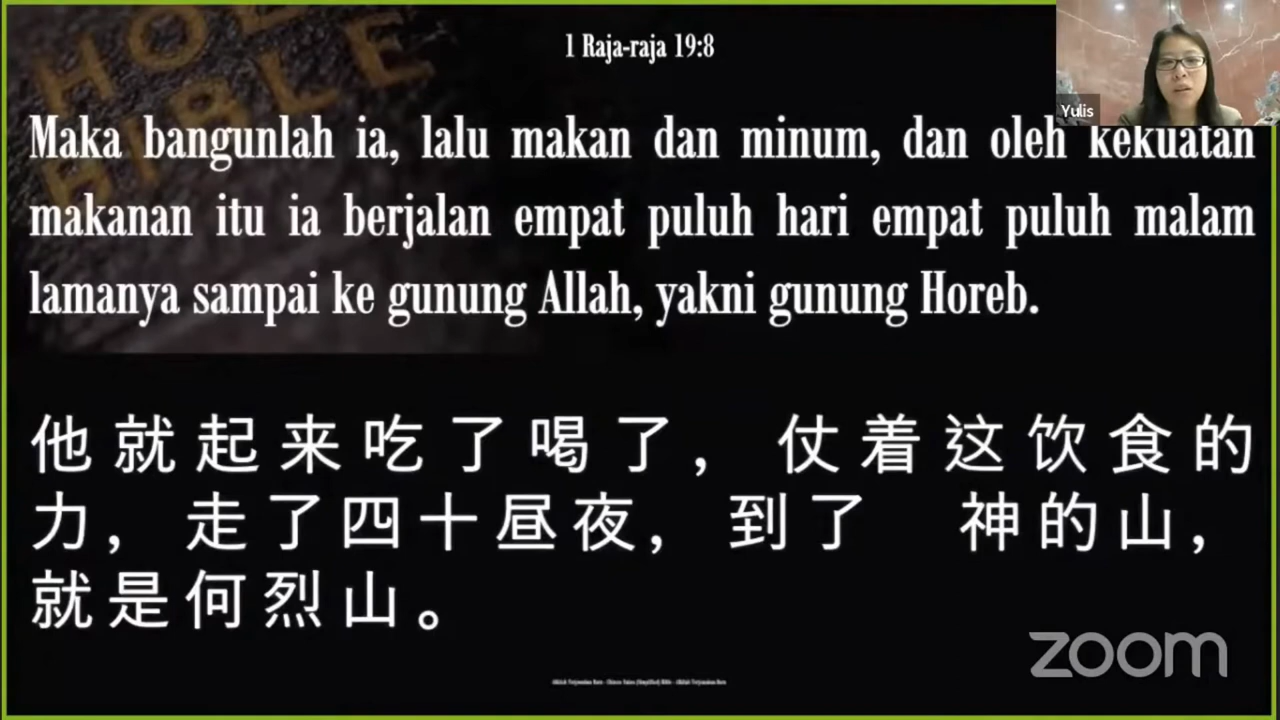 HOLY
BIBLE
1 Raja-raja 19:8
Yulis
Maka bangunlah ia, lalu makan dan minum, dan oleh kekuatan
makanan itu ia berjalan empat puluh hari empat puluh malam
lamanya sampai ke gunung Allah, yakni gunung Horeb.
他就起来吃了喝了，仗着这饮食的
力，走了四十昼夜，到了　神的山，
就是何烈山。
zoom